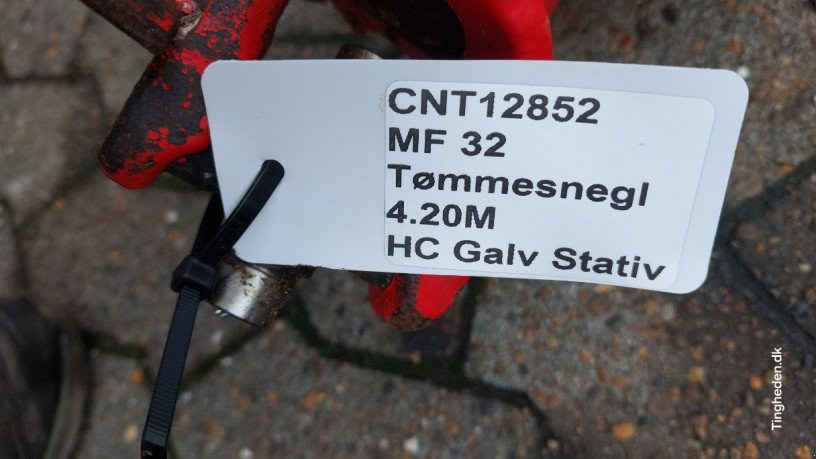 CNT12852
MF 32
Tømmesnegl
4.20M
HC Galv Stativ
Tingheden.dk